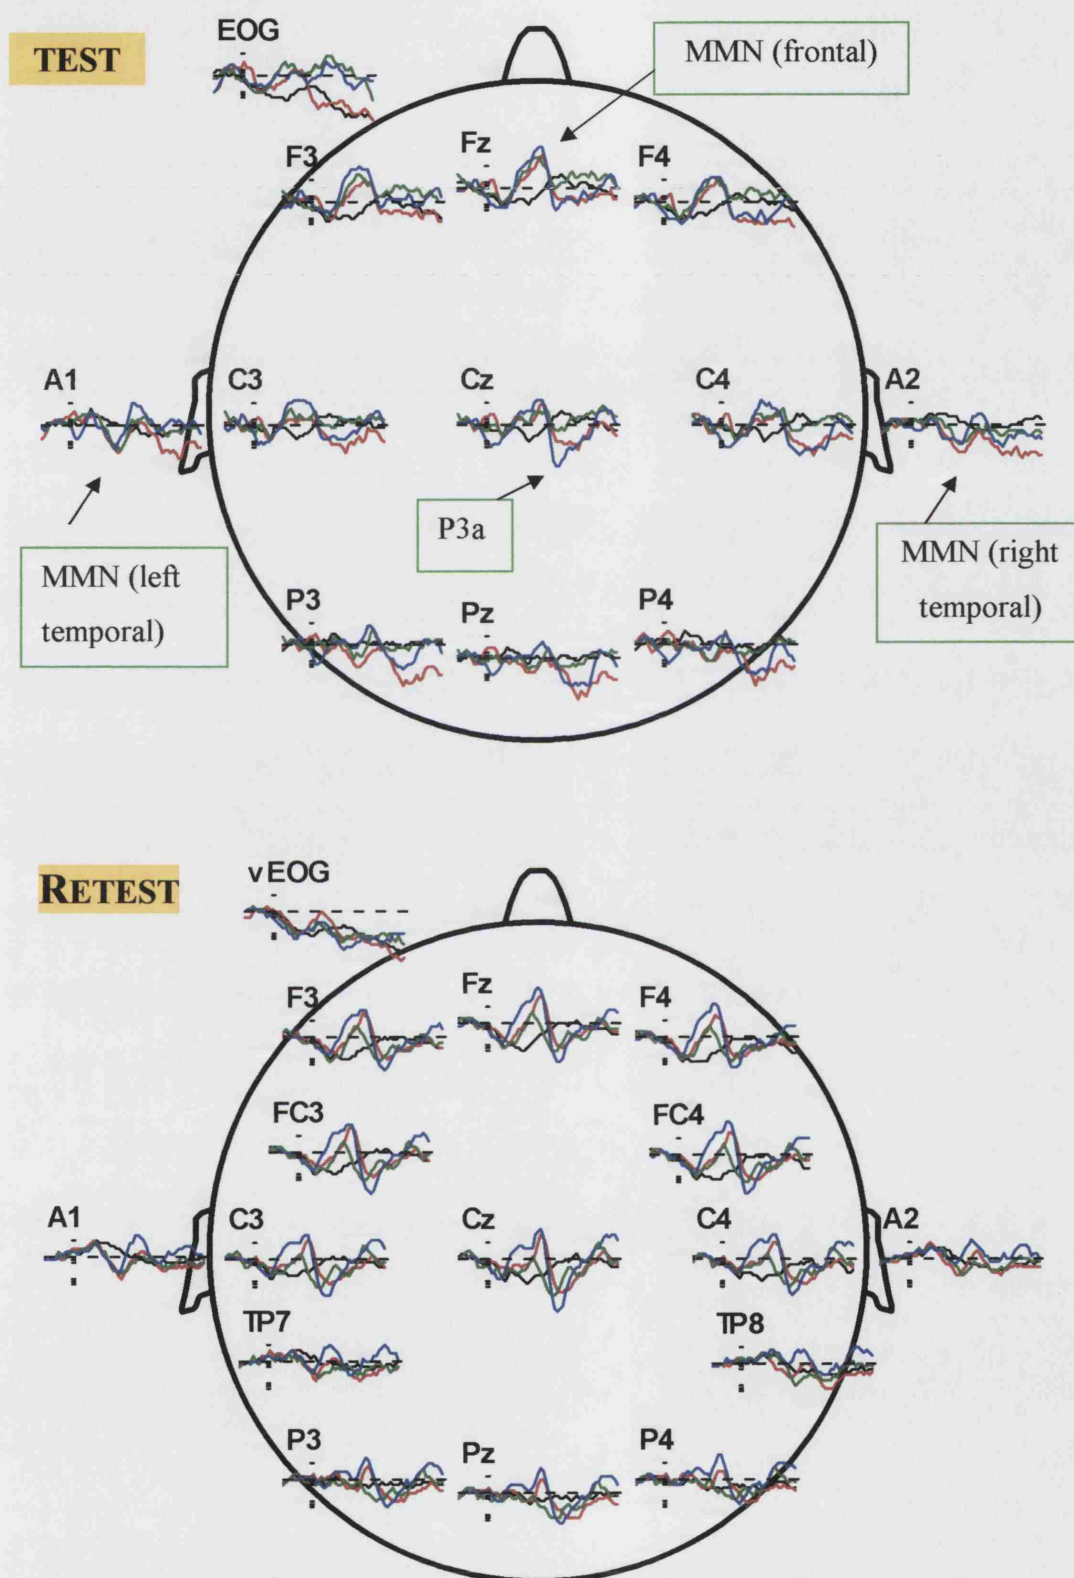 TEST
EOG
MMN (frontal)
F3
Fz
F4
A1
C3
Cz
C4
A2
P3a
MMN (left
temporal)
MMN (right
temporal)
P3
Pz
P4
RETEST
vEOG
F3
Fz
F4
FC3
FC4
A1
C3
Cz
C4
A2
TP7
TP8
P3
Pz
P4